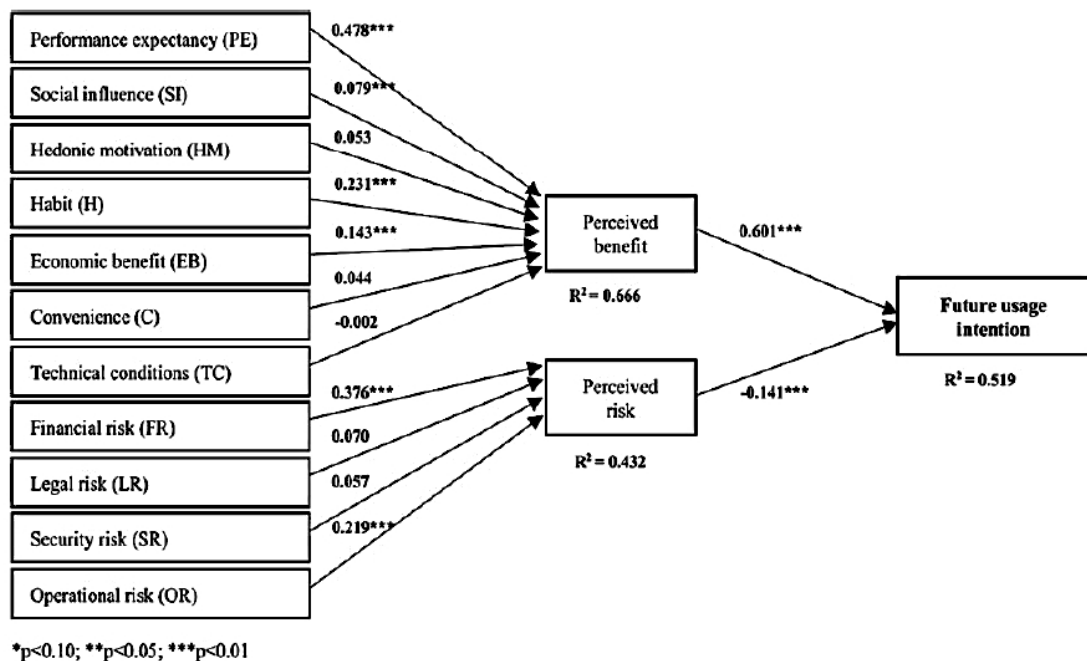 Performance expectancy (PE)
0.478***
Social influence (SI)
0.079***
Hedonic motivation (HM)
0.053
Habit (H)
0.231***
Economic benefit (EB)
0.143***
Convenience (C)
0.044
Technical conditions (TC)
-0.002
Financial risk (FR)
0.376***
Legal risk (LR)
0.070
Security risk (SR)
0.057
Operational risk (OR)
0.219***
Perceived
benefit
R² = 0.666
0.601***
Perceived
risk
R² = 0.432
-0.141***
Future usage
intention
R² = 0.519
*p<0.10; **p<0.05; ***p<0.01